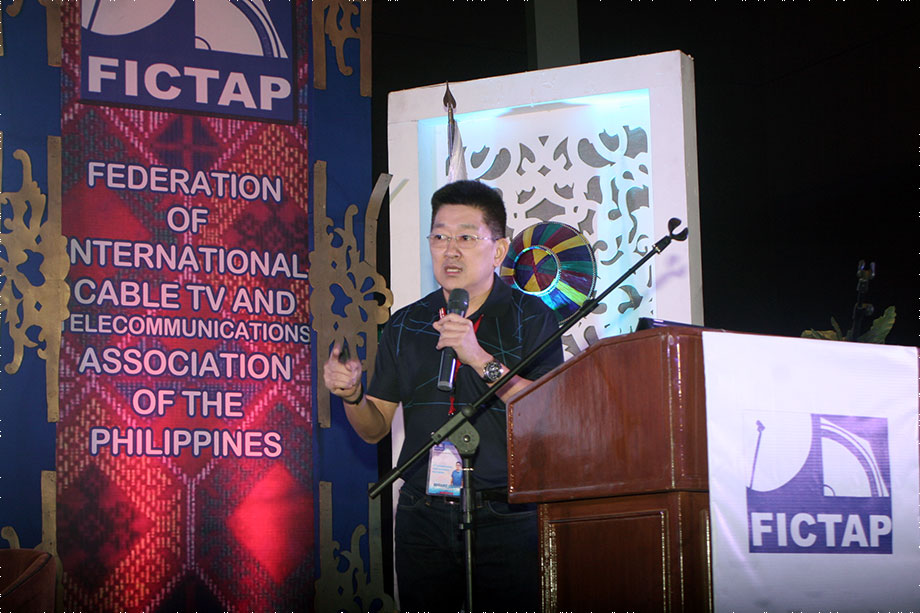 FICTAP
FEDERATION
OF
INTERNATIONAL
CABLE TV AND
TELECOMMUNICATIONS
ASSOCIATION
OF THE
PHILIPPINES
FICTAP